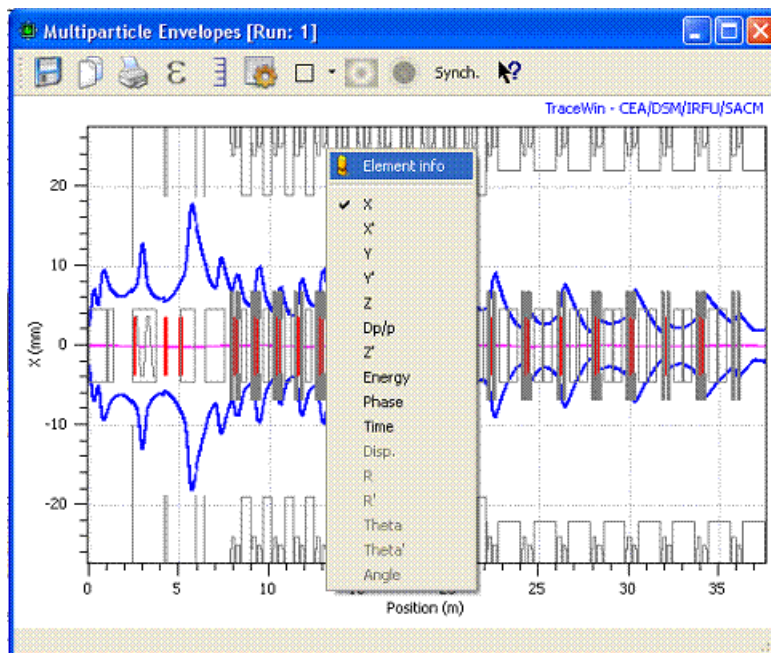 Multiparticle Envelopes [Run: 1]
ε
Synch.
TraceWin - CEA/DSM/IRFU/SACM
Element info
X
X'
Y
Y'
Z
Dp/p
Z'
Energy
Phase
Time
Disp.
R
R'
Theta
Theta'
Angle
20
10
0
-10
-20
X (mm)
0 5 10 25 30 35
Position (m)